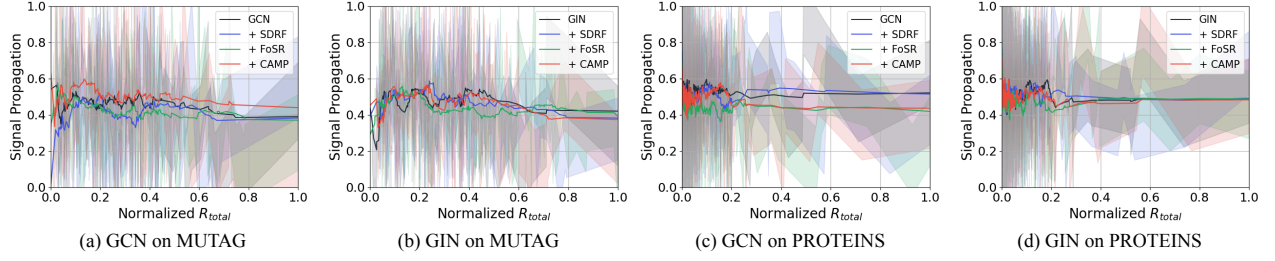 1.0
0.8
0.6
0.4
0.2
0.0
Signal Propagation
GCN
+ SDRF
+ FoSR
+ CAMP
0.0 0.2 0.4 0.6 0.8 1.0
Normalized R_total
(a) GCN on MUTAG
1.0
0.8
0.6
0.4
0.2
0.0
Signal Propagation
GIN
+ SDRF
+ FoSR
+ CAMP
0.0 0.2 0.4 0.6 0.8 1.0
Normalized R_total
(b) GIN on MUTAG
1.0
0.8
0.6
0.4
0.2
0.0
Signal Propagation
GCN
+ SDRF
+ FoSR
+ CAMP
0.0 0.2 0.4 0.6 0.8 1.0
Normalized R_total
(c) GCN on PROTEINS
1.0
0.8
0.6
0.4
0.2
0.0
Signal Propagation
GIN
+ SDRF
+ FoSR
+ CAMP
0.0 0.2 0.4 0.6 0.8 1.0
Normalized R_total
(d) GIN on PROTEINS